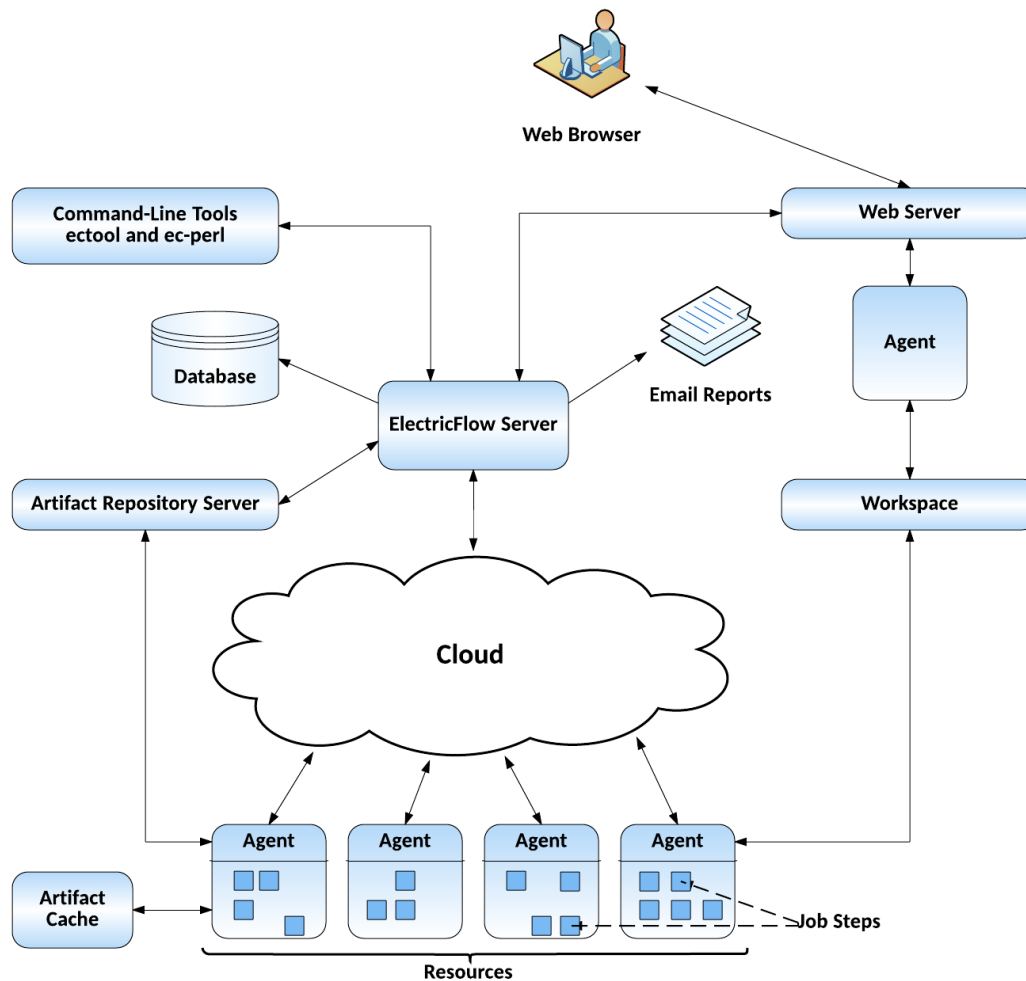 Web Browser
Command-Line Tools
ectool and ec-perl
Web Server
Database
Email Reports
Agent
ElectricFlow Server
Artifact Repository Server
Workspace
Cloud
Agent
Agent
Agent
Agent
Artifact
Cache
Job Steps
Resources